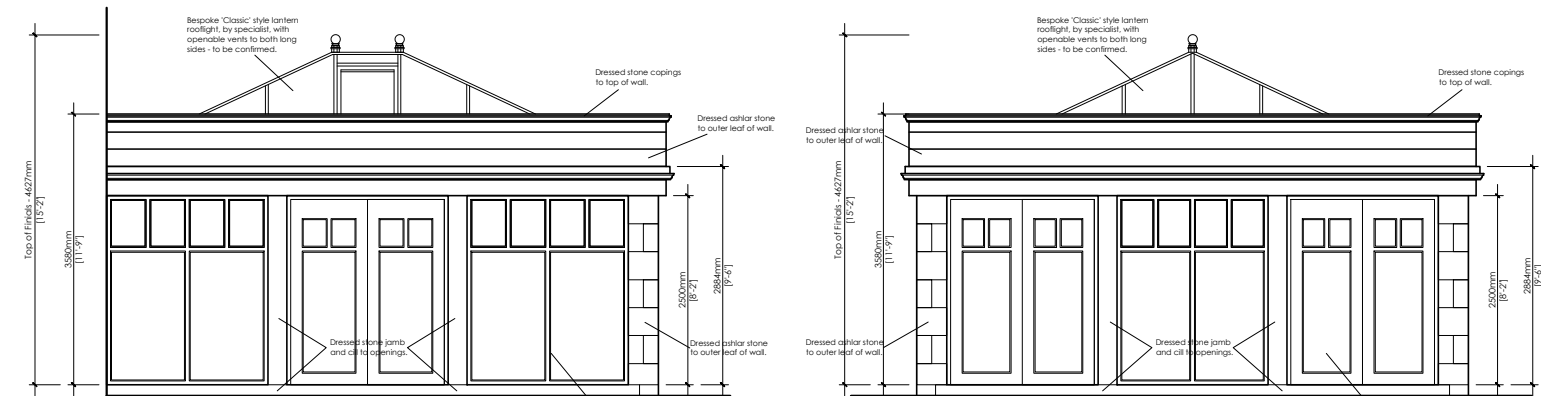 Bespoke 'Classic' style lantern
rooflight, by specialist, with
openable vents to both long
sides - to be confirmed.
Dressed stone copings
to top of wall.
Dressed ashlar stone
to outer leaf of wall.
Top of Finials - 4627mm
[15'-2"]
3580mm
[11'-9"]
2500mm
[8'-2"]
2884mm
[9'-6"]
Dressed stone jamb
and cill to openings.
Dressed ashlar stone
to outer leaf of wall.
Bespoke 'Classic' style lantern
rooflight, by specialist, with
openable vents to both long
sides - to be confirmed.
Dressed stone copings
to top of wall.
Dressed ashlar stone
to outer leaf of wall.
Top of Finials - 4627mm
[15'-2"]
3580mm
[11'-9"]
2500mm
[8'-2"]
2884mm
[9'-6"]
Dressed ashlar stone
to outer leaf of wall.
Dressed stone jamb
and cill to openings.